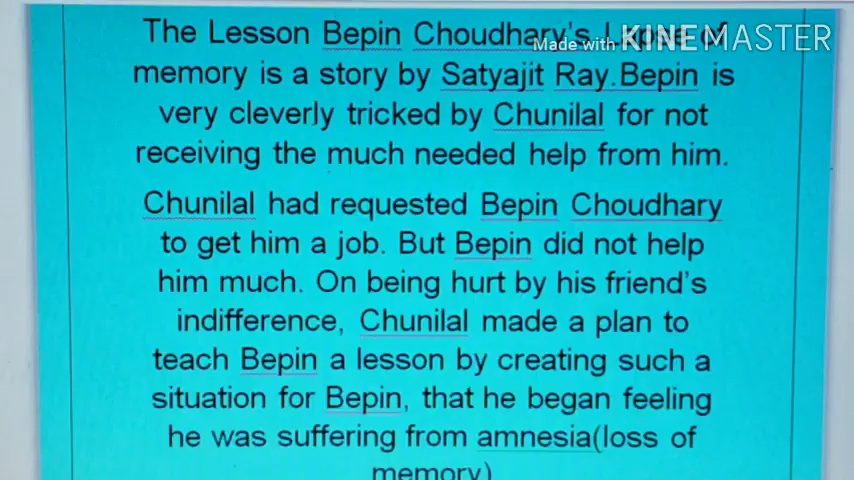 The Lesson Bepin Choudhary's of
Made with KINEMASTER
memory is a story by Satyajit Ray.Bepin is
very cleverly tricked by Chunilal for not
receiving the much needed help from him.
Chunilal had requested Bepin Choudhary
to get him a job. But Bepin did not help
him much. On being hurt by his friend's
indifference, Chunilal made a plan to
teach Bepin a lesson by creating such a
situation for Bepin, that he began feeling
he was suffering from amnesia(loss of
memory)